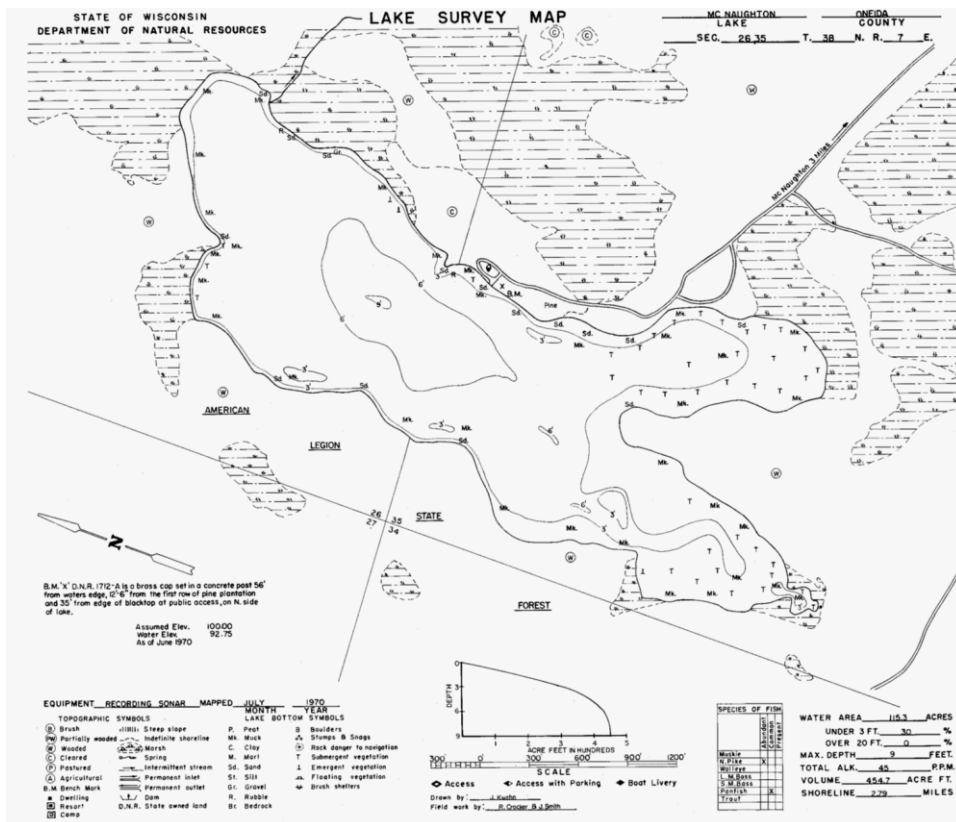 STATE OF WISCONSIN
DEPARTMENT OF NATURAL RESOURCES
LAKE SURVEY MAP
MC NAUGHTON ONEIDA
LAKE COUNTY
SEC. 26,35 T. 38 N. R. 7 E.
Mc NAUGHTON 3 Miles
B.M.
Pine
AMERICAN
LEGION
STATE
FOREST
26 35
27 34
N
B.M. 'X' D.N.R. 1712-A is a brass cap set in a concrete post 56'
from waters edge, 12'-6" from the first row of pine plantation
and 35' from edge of blacktop at public access, on N. side
of lake.
Assumed Elev. 100.00
Water Elev. 92.75
As of June 1970
EQUIPMENT RECORDING SONAR MAPPED JULY 1970
MONTH YEAR
TOPOGRAPHIC SYMBOLS
B Brush
PW Partially wooded
W Wooded
C Cleared
P Pastured
A Agricultural
B.M. Bench Mark
Dwelling
Resort
Camp
Steep slope
Indefinite shoreline
Marsh
Spring
Intermittent stream
Permanent inlet
Permanent outlet
Dam
D.N.R. State owned land
LAKE BOTTOM SYMBOLS
P. Peat
Mk. Muck
C. Clay
M. Marl
Sd. Sand
St. Silt
Gr. Gravel
R. Rubble
Br. Bedrock
B Boulders
Stumps & Snags
Rock danger to navigation
T Submergent vegetation
Emergent vegetation
Floating vegetation
Brush shelters
DEPTH
0
3
6
9
0 1 2 3 4 5
ACRE FEET IN HUNDREDS
300' 0 300' 600' 900' 1200'
SCALE
Access Access with Parking Boat Livery
Drawn by: J. Kuehn
Field work by: R. Crocker & J. Smith
SPECIES OF FISH
Abundant
Common
Present
Muskie
N. Pike X
Walleye
L. M. Bass
S. M. Bass
Panfish X
Trout
WATER AREA 115.3 ACRES
UNDER 3 FT. 30 %
OVER 20 FT. 0 %
MAX. DEPTH 9 FEET.
TOTAL ALK. 45 P.P.M.
VOLUME 454.7 ACRE FT.
SHORELINE 2.79 MILES